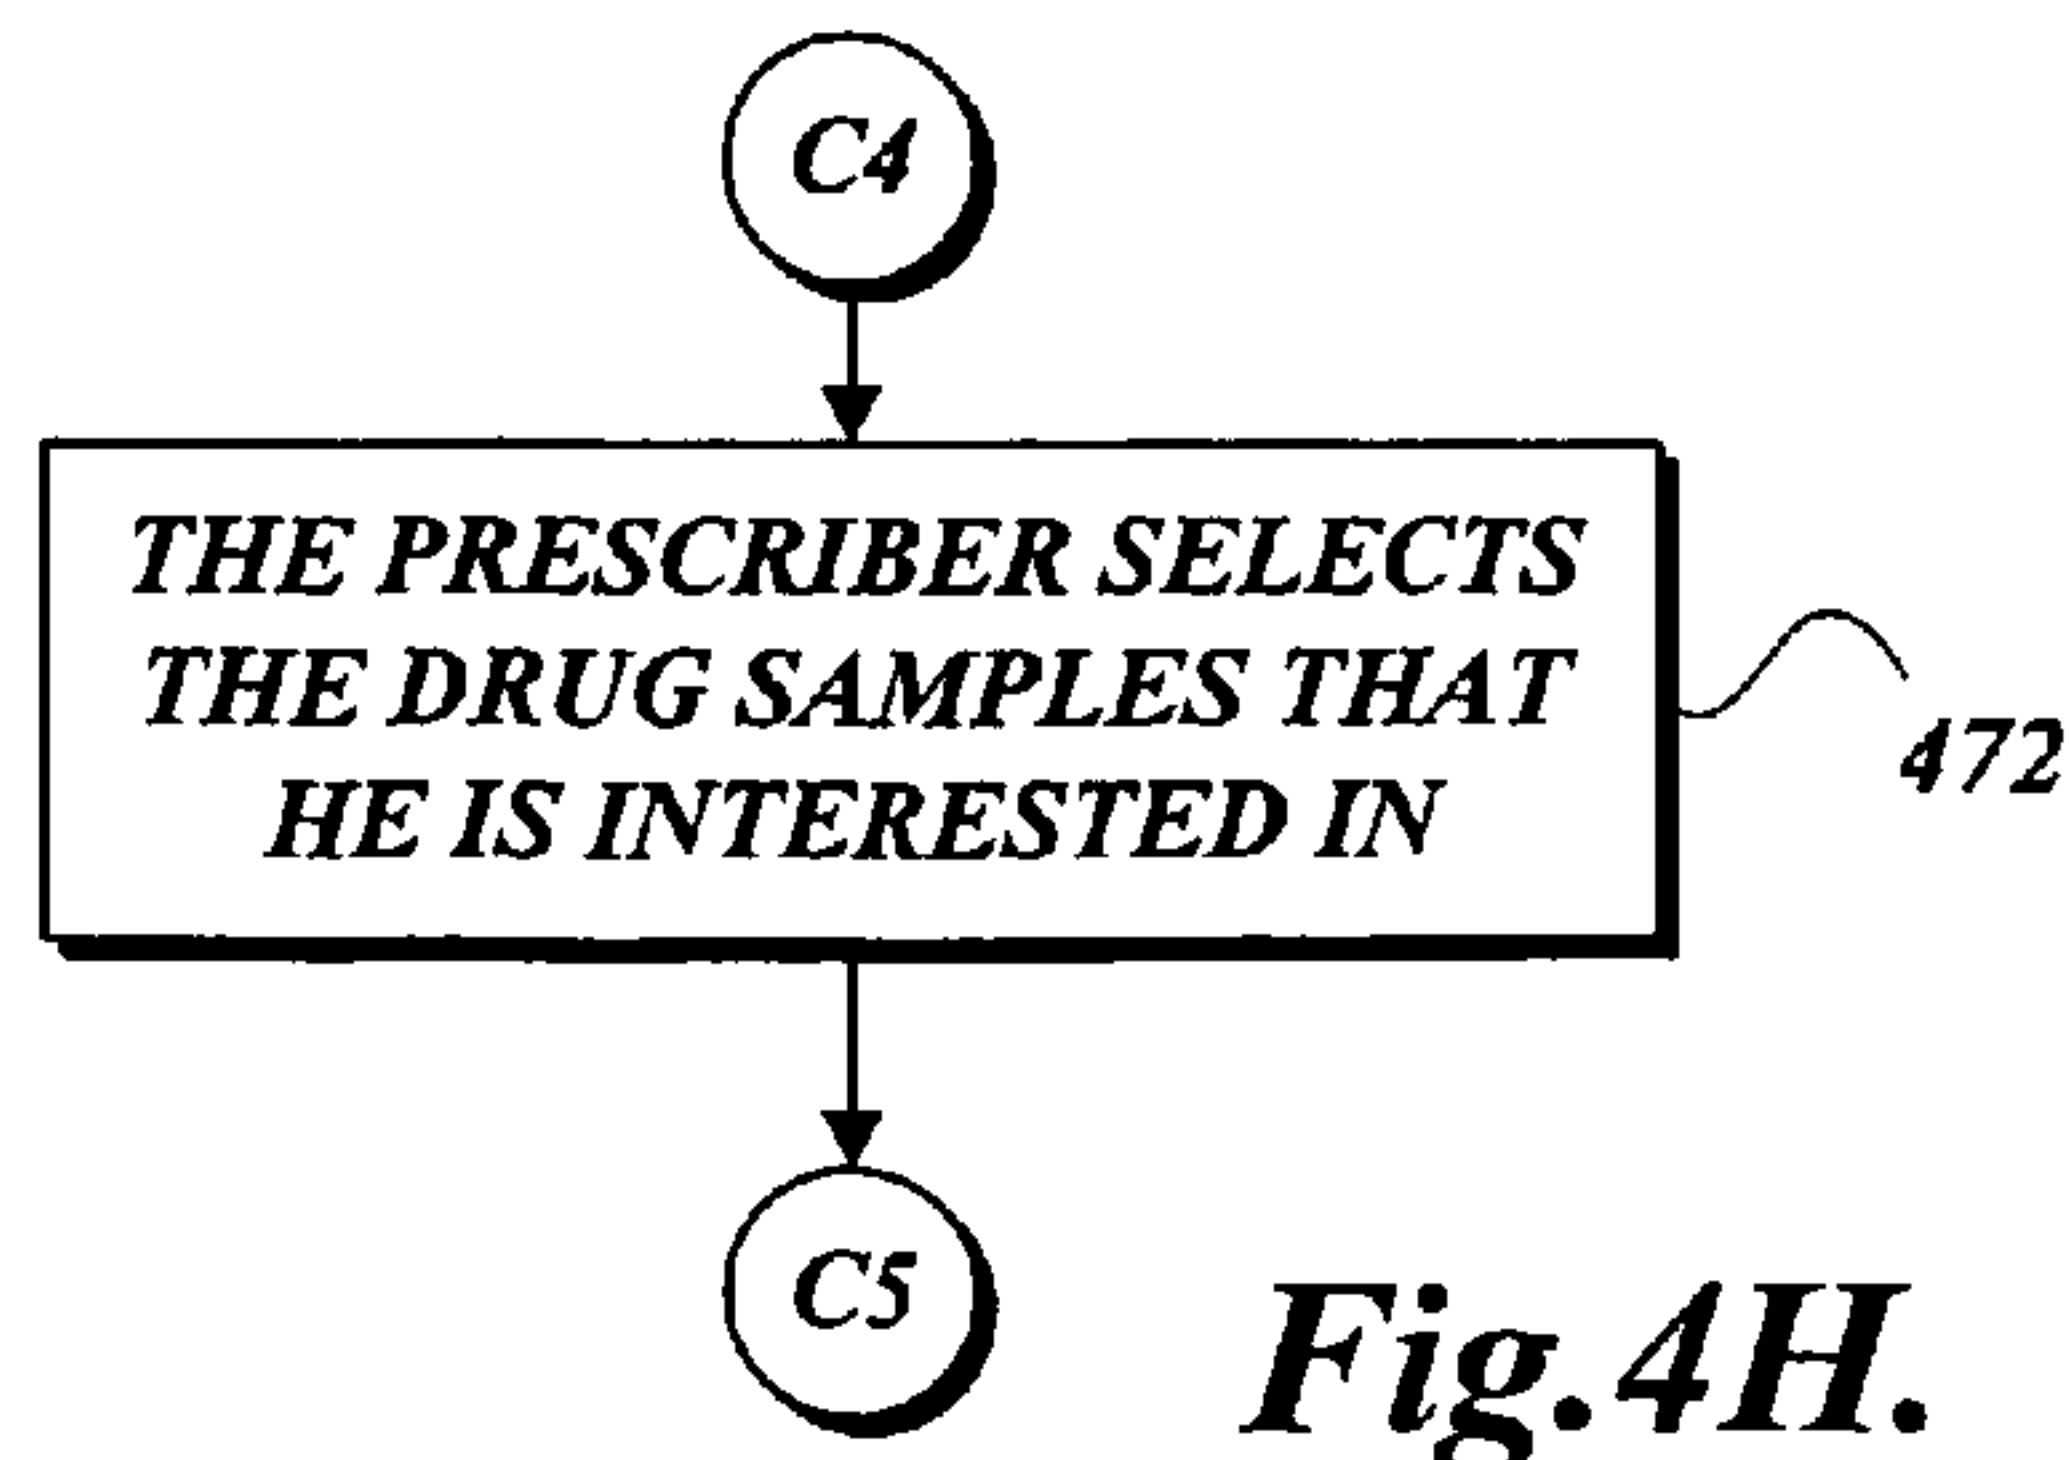 C4
THE PRESCRIBER SELECTS
THE DRUG SAMPLES THAT
HE IS INTERESTED IN
472
C5
Fig.4H.